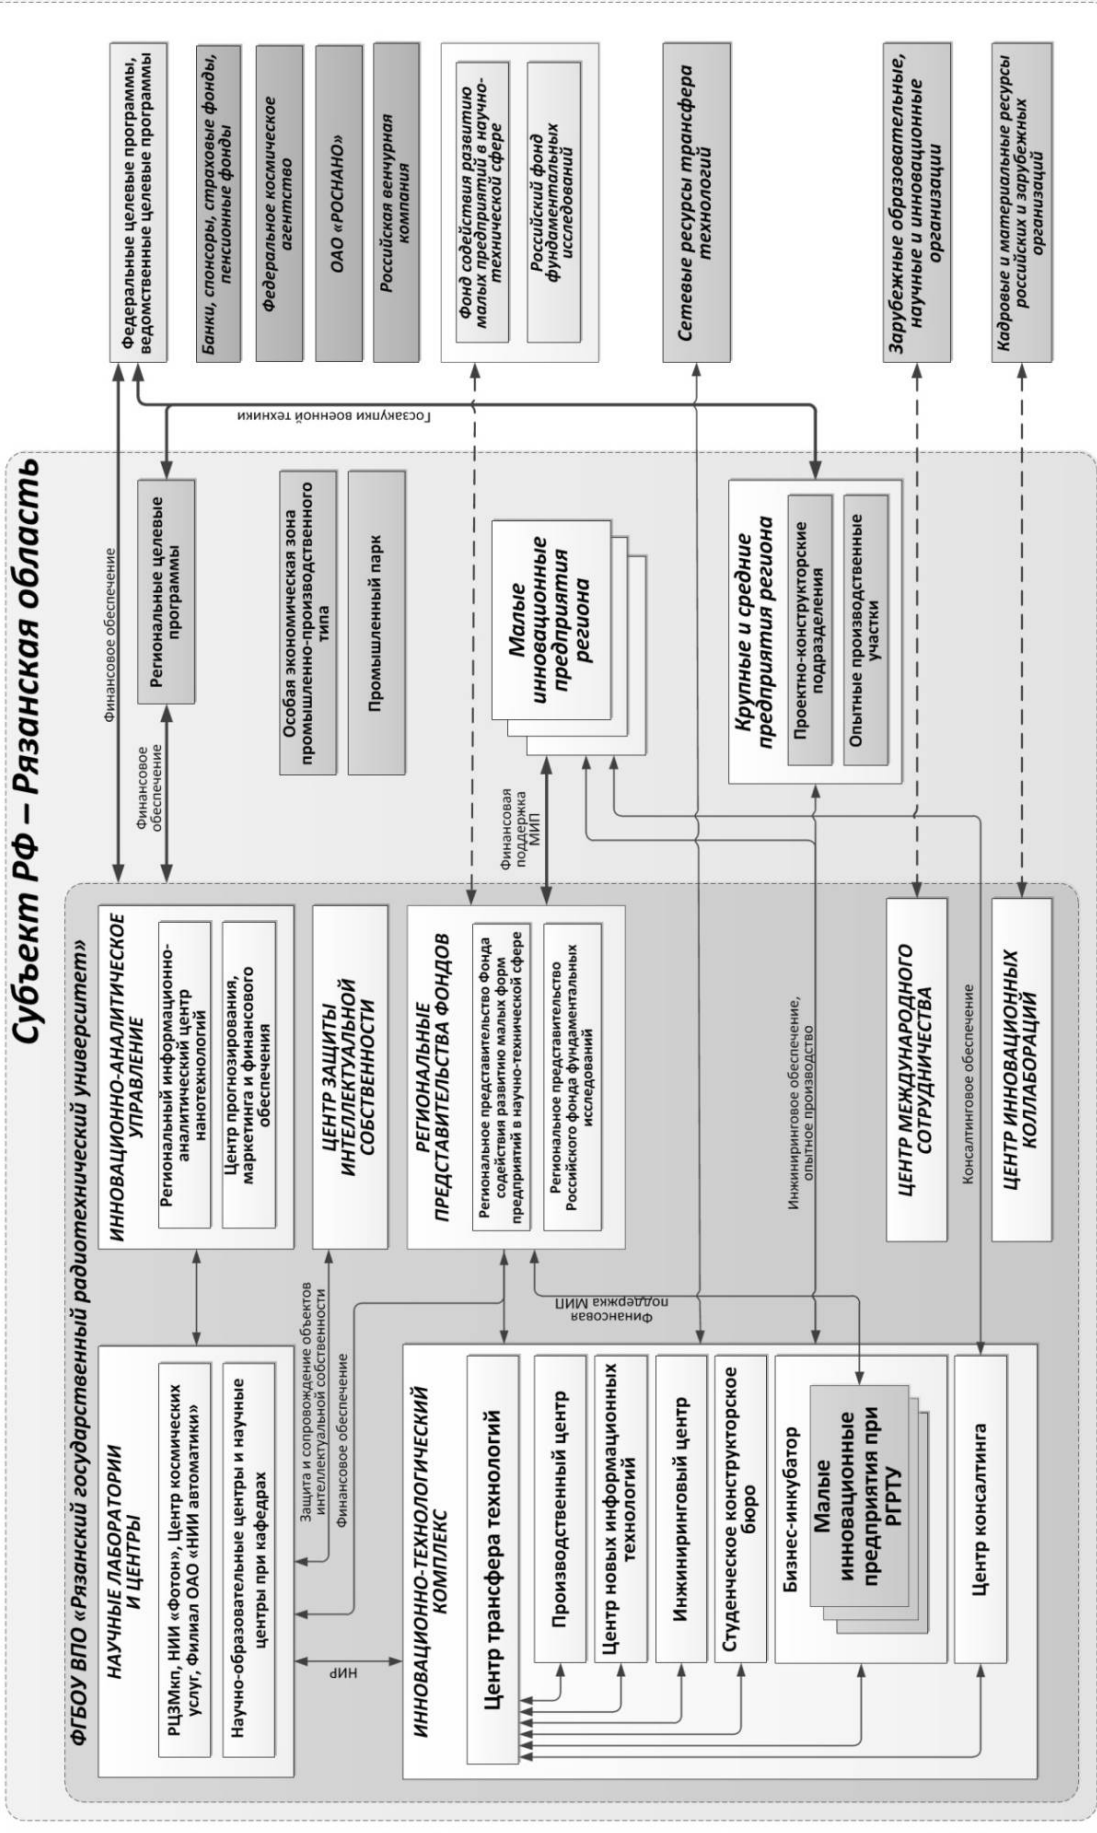 Субъект РФ – Рязанская область
ФГБОУ ВПО «Рязанский государственный радиотехнический университет»
НАУЧНЫЕ ЛАБОРАТОРИИ
И ЦЕНТРЫ
РЦЗМкп, НИИ «Фотон», Центр космических
услуг, Филиал ОАО «НИИ автоматики»
Научно-образовательные центры и научные
центры при кафедрах
ИННОВАЦИОННО-АНАЛИТИЧЕСКОЕ
УПРАВЛЕНИЕ
Региональный информационно-
аналитический центр
нанотехнологий
Центр прогнозирования,
маркетинга и финансового
обеспечения
Финансовое обеспечение
Финансовое
обеспечение
Региональные целевые
программы
Федеральные целевые программы,
ведомственные целевые программы
Банки, спонсоры, страховые фонды,
пенсионные фонды
Федеральное космическое
агентство
ОАО «РОСНАНО»
Российская венчурная
компания
Госзакупки военной техники
Особая экономическая зона
промышленно-производственного
типа
Промышленный парк
Защита и сопровождение объектов
интеллектуальной собственности
Финансовое обеспечение
НИР
ЦЕНТР ЗАЩИТЫ
ИНТЕЛЛЕКТУАЛЬНОЙ
СОБСТВЕННОСТИ
РЕГИОНАЛЬНЫЕ
ПРЕДСТАВИТЕЛЬСТВА ФОНДОВ
Региональное представительство Фонда
содействия развитию малых форм
предприятий в научно-технической сфере
Региональное представительство
Российского фонда фундаментальных
исследований
Финансовая
поддержка
МИП
Малые
инновационные
предприятия
региона
Фонд содействия развитию
малых предприятий в научно-
технической сфере
Российский фонд
фундаментальных
исследований
ИННОВАЦИОННО-ТЕХНОЛОГИЧЕСКИЙ
КОМПЛЕКС
Центр трансфера технологий
Производственный центр
Центр новых информационных
технологий
Инжиниринговый центр
Студенческое конструкторское
бюро
Бизнес-инкубатор
Малые
инновационные
предприятия при
РГРТУ
Центр консалтинга
Финансовая
поддержка МИП
Сетевые ресурсы трансфера
технологий
Крупные и средние
предприятия региона
Проектно-конструкторские
подразделения
Опытные производственные
участки
Инжиниринговое обеспечение,
опытное производство
ЦЕНТР МЕЖДУНАРОДНОГО
СОТРУДНИЧЕСТВА
Зарубежные образовательные,
научные и инновационные
организации
Консалтинговое обеспечение
ЦЕНТР ИННОВАЦИОННЫХ
КОЛЛАБОРАЦИЙ
Кадровые и материальные ресурсы
российских и зарубежных
организаций